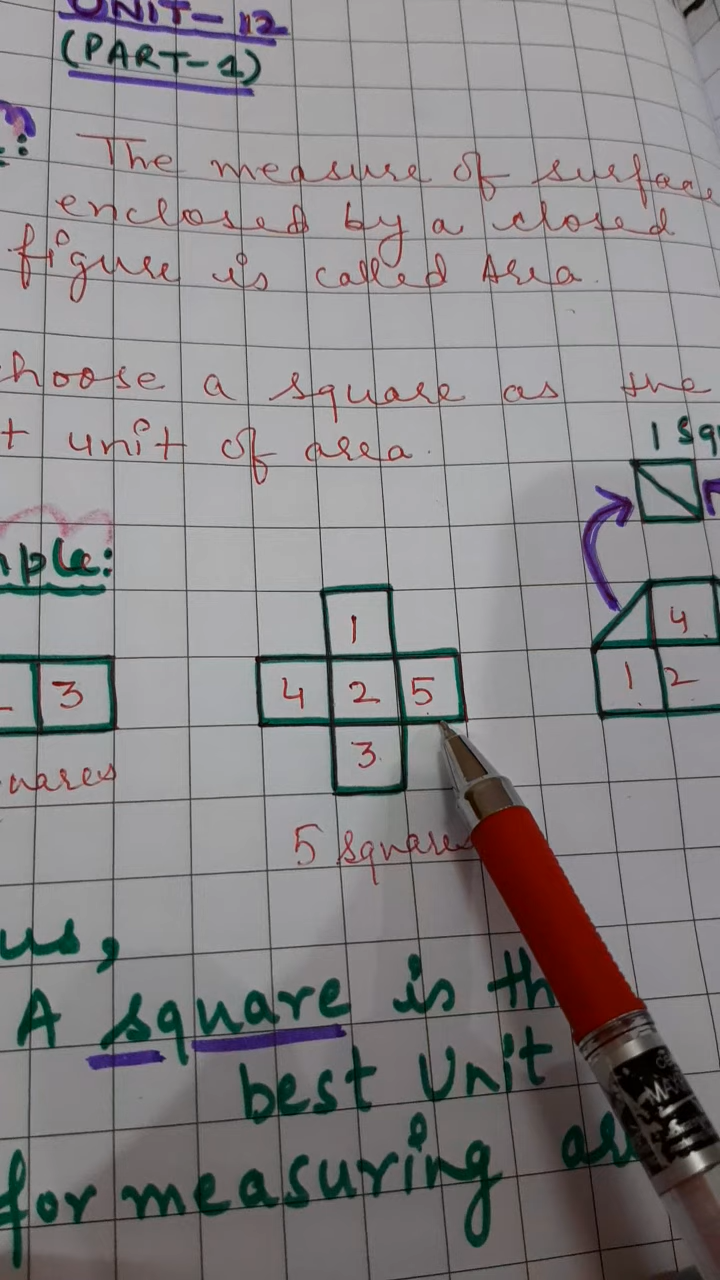 UNIT-12
(PART-1)
The measure of surface
enclosed by a closed
figure is called Area.
hoose a square as the
t unit of area.
1 Squ
ple:
1
4
3
4 2 5
1 2
3
uares
5 squares
us,
A square is th
best Unit
for measuring